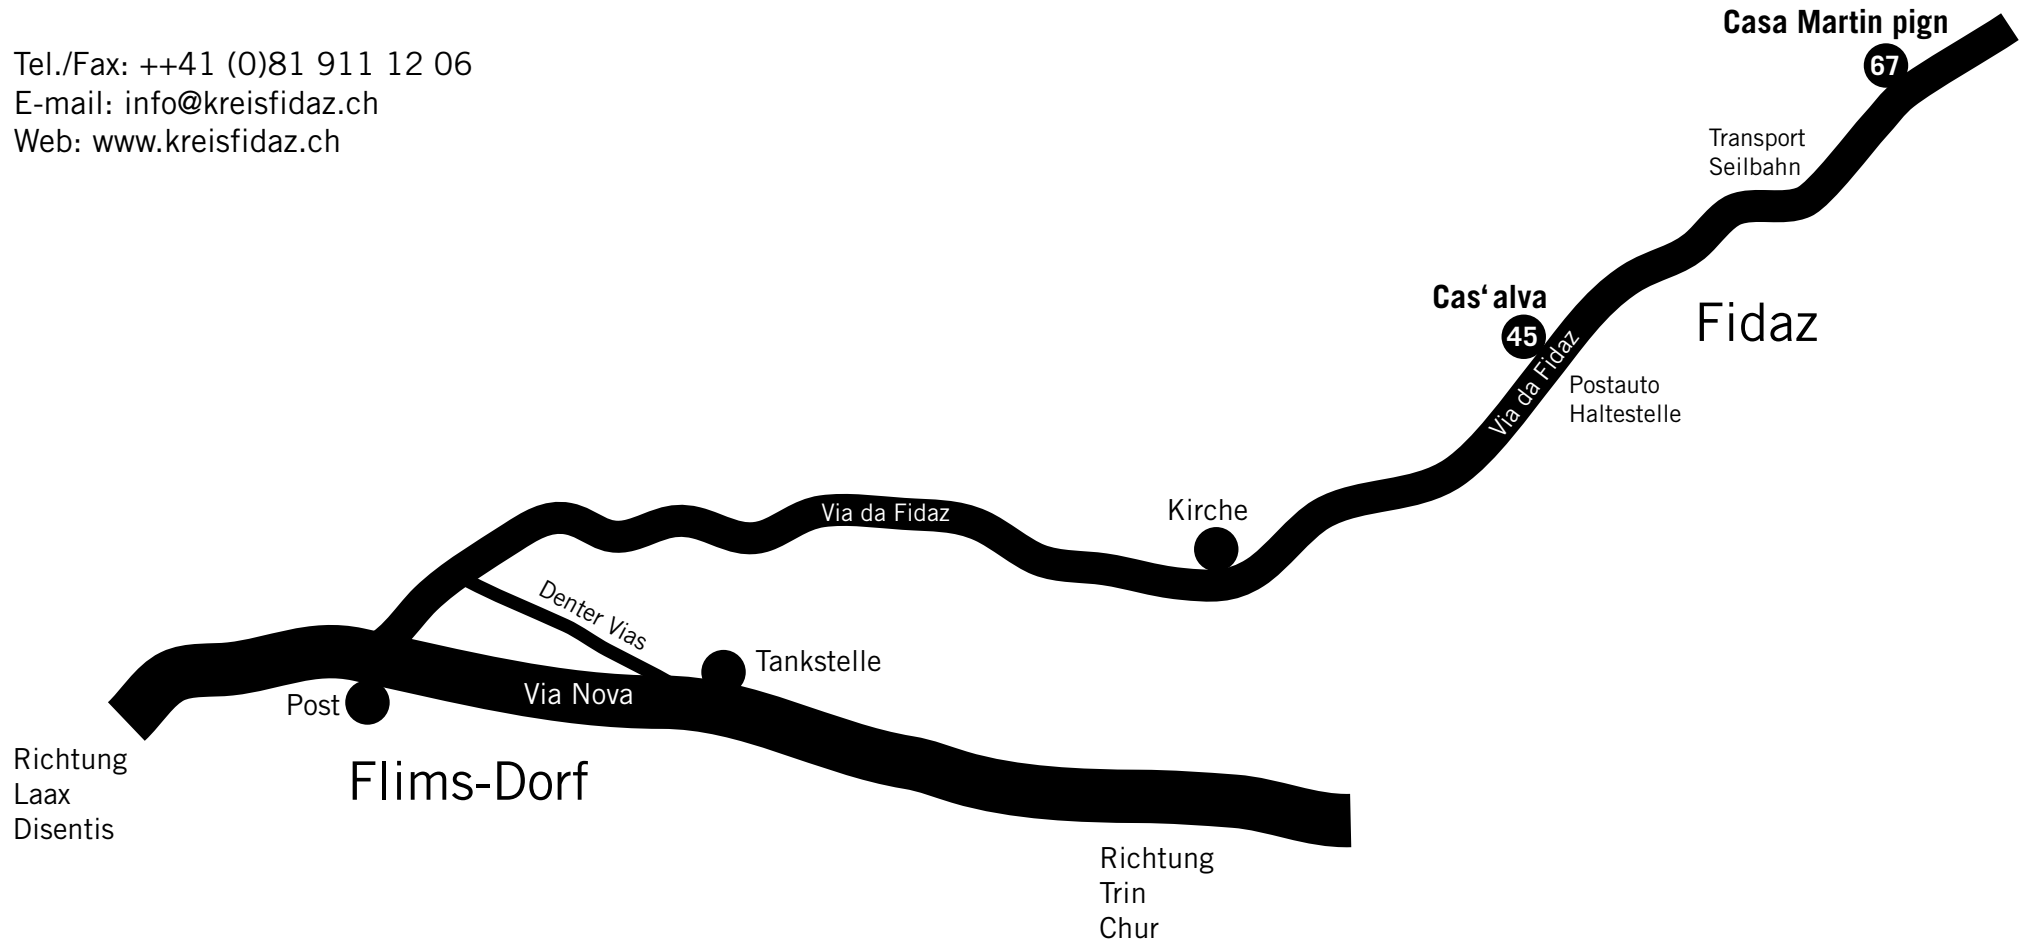 Tel./Fax: ++41 (0)81 911 12 06
E-mail: info@kreisfidaz.ch
Web: www.kreisfidaz.ch
Casa Martin pign
67
Transport
Seilbahn
Cas‘alva
45
Fidaz
Via da Fidaz
Postauto
Haltestelle
Kirche
Via da Fidaz
Denter Vias
Tankstelle
Via Nova
Post
Flims-Dorf
Richtung
Laax
Disentis
Richtung
Trin
Chur